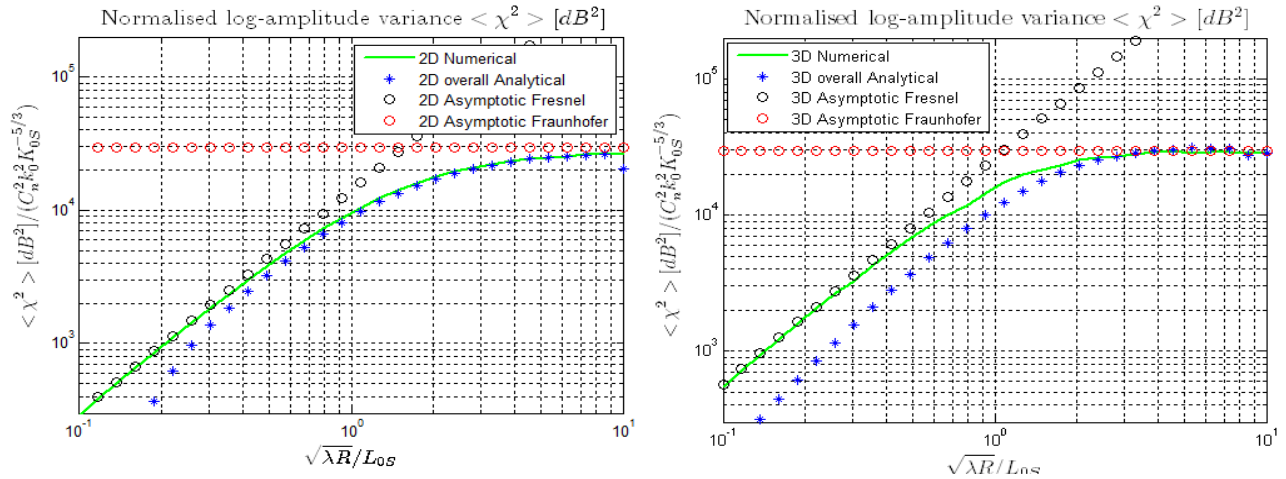 Normalised log-amplitude variance < χ² > [dB²]
10⁵
10⁴
10³
< χ² > [dB²]/(C²ₙk²₀K₀S^{-5/3})
2D Numerical
2D overall Analytical
2D Asymptotic Fresnel
2D Asymptotic Fraunhofer
10⁻¹
10⁰
10¹
√λR/L₀S
Normalised log-amplitude variance < χ² > [dB²]
10⁵
10⁴
10³
< χ² > [dB²]/(C²ₙk²₀K₀S^{-5/3})
3D Numerical
3D overall Analytical
3D Asymptotic Fresnel
3D Asymptotic Fraunhofer
10⁻¹
10⁰
10¹
√λR/L₀S